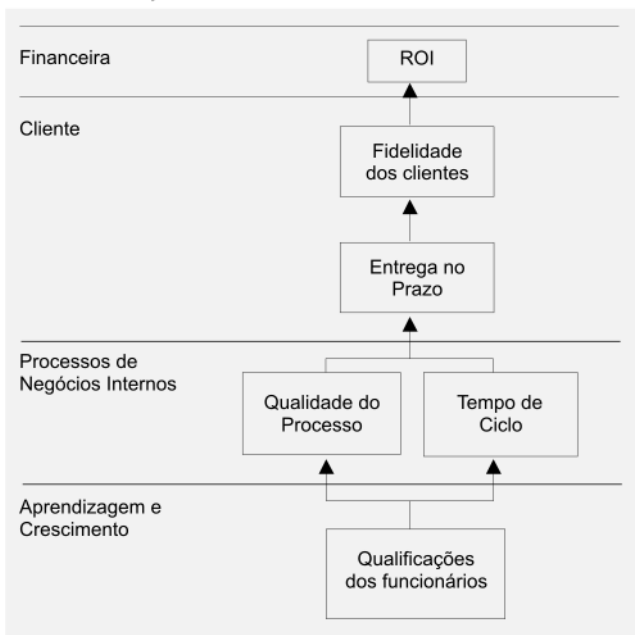 Financeira
ROI
Cliente
Fidelidade
dos clientes
Entrega no
Prazo
Processos de
Negócios Internos
Qualidade do
Processo
Tempo de
Ciclo
Aprendizagem e
Crescimento
Qualificações
dos funcionários